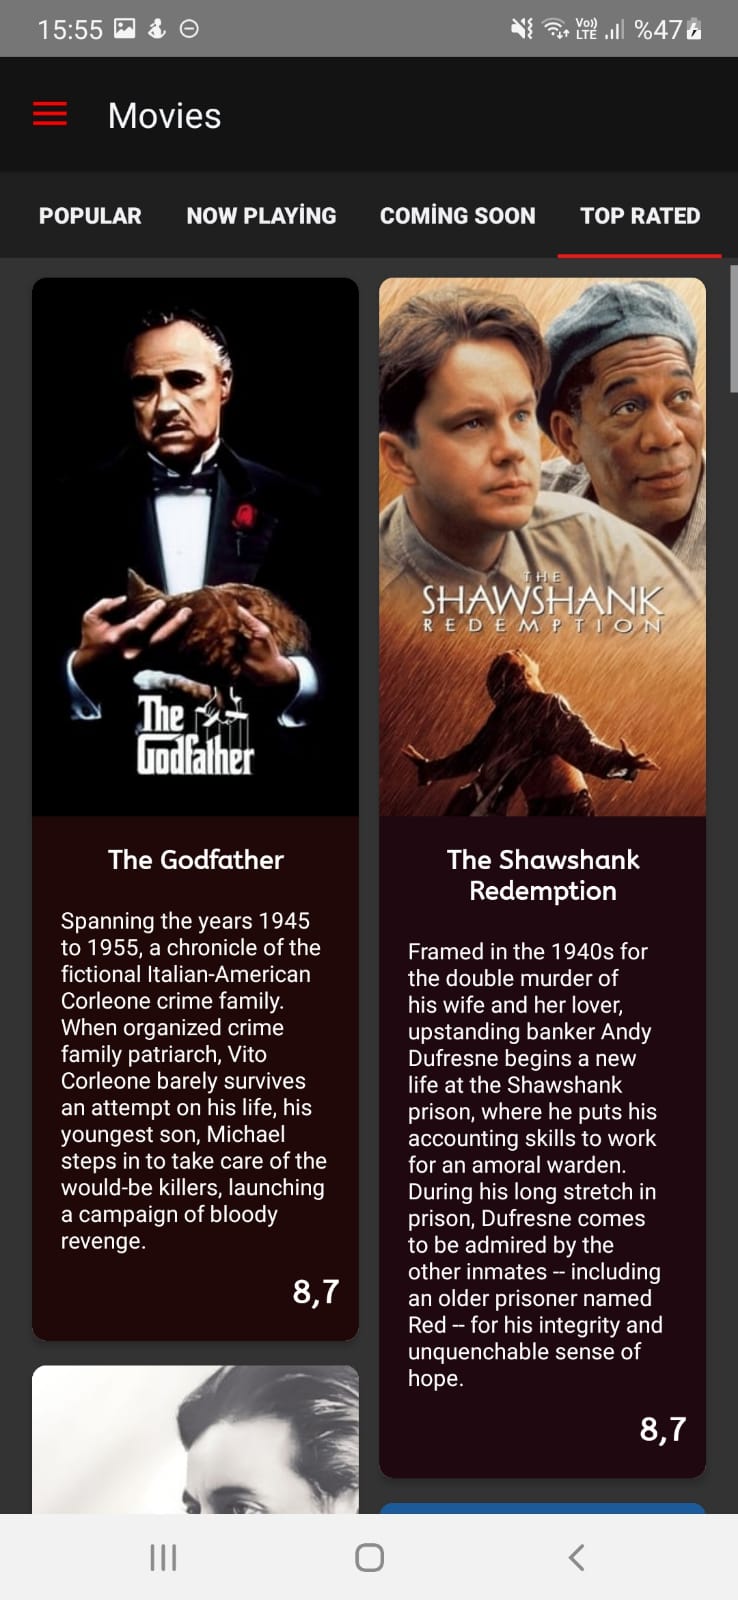 15:55
Vo))
LTE
%47
Movies
POPULAR
NOW PLAYİNG
COMİNG SOON
TOP RATED
The
Godfather
The Godfather
Spanning the years 1945
to 1955, a chronicle of the
fictional Italian-American
Corleone crime family.
When organized crime
family patriarch, Vito
Corleone barely survives
an attempt on his life, his
youngest son, Michael
steps in to take care of the
would-be killers, launching
a campaign of bloody
revenge.
8,7
THE
SHAWSHANK
REDEMPTION
The Shawshank
Redemption
Framed in the 1940s for
the double murder of
his wife and her lover,
upstanding banker Andy
Dufresne begins a new
life at the Shawshank
prison, where he puts his
accounting skills to work
for an amoral warden.
During his long stretch in
prison, Dufresne comes
to be admired by the
other inmates -- including
an older prisoner named
Red -- for his integrity and
unquenchable sense of
hope.
8,7